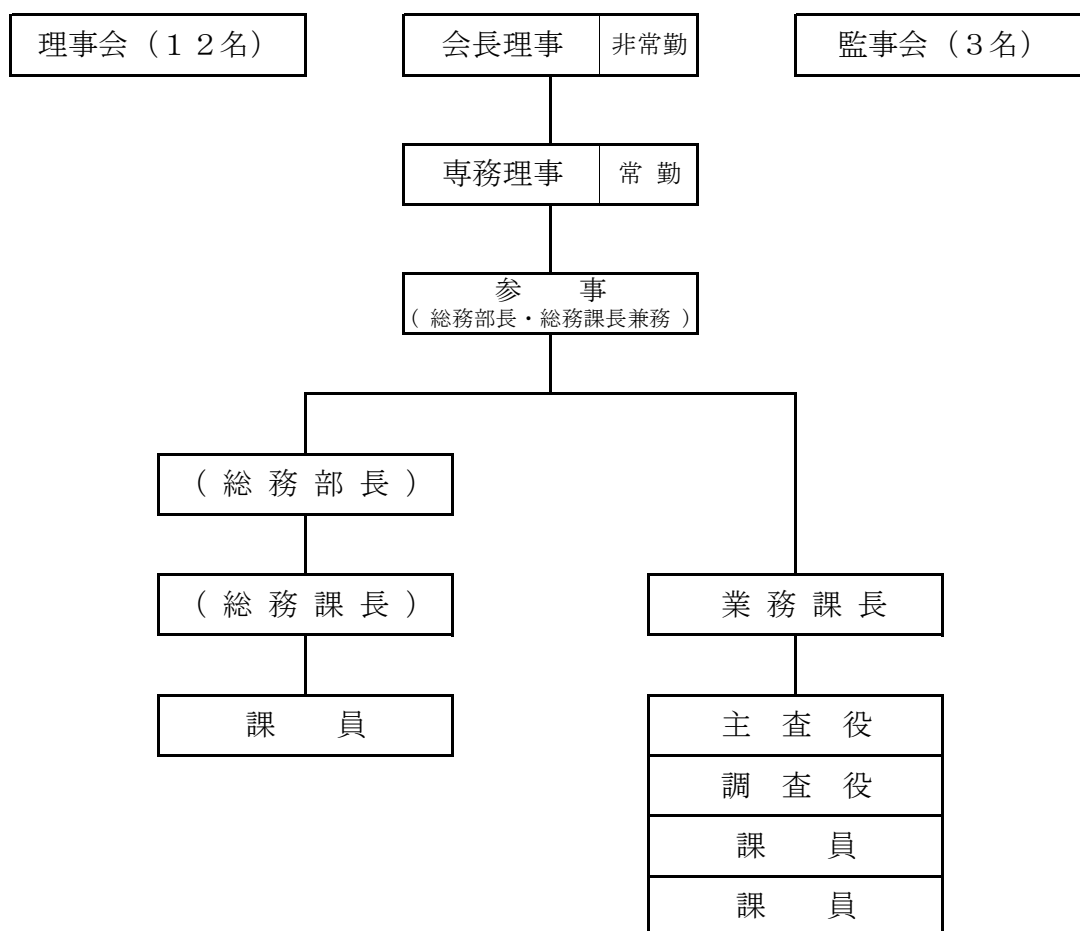 理事会（１２名）
会長理事 非常勤
監事会（３名）
専務理事 常 勤
参　　事
( 総務部長・総務課長兼務 )
( 総 務 部 長 )
( 総 務 課 長 )
業 務 課 長
課　　員
主　査　役
調　査　役
課　　員
課　　員